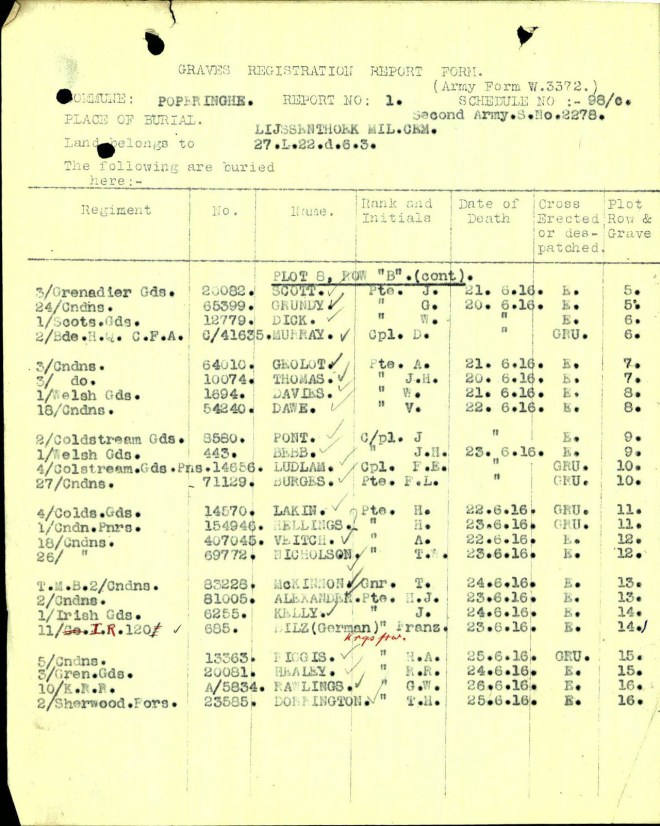 GRAVES REGISTRATION REPORT FORM.
(Army Form W.3372.)
COMMUNE: POPERINGHE. REPORT NO: 1. SCHEDULE NO :- 98/c.
PLACE OF BURIAL. Second Army.S.No.2278.
LIJSSENTHOEK MIL.CEM.
Land belongs to 27.L.22.d.6.3.
The following are buried
here:-
Regiment No. Name. Rank and Initials Date of Death Cross Erected or des-patched. Plot Row & Grave
PLOT 8, ROW "B".(cont).
3/Grenadier Gds. 20082. SCOTT. Pte. J. 21. 6.16. E. 5.
24/Cndns. 65399. GRUNDY " G. 20. 6.16. E. 5.
1/Scots.Gds. 12779. DICK. " W. " E. 6.
2/Bde.H.Q. C.F.A. C/41635. MURRAY. Cpl. D. " GRU. 6.
3/Cndns. 64010. GROLOT Pte. A. 21. 6.16. E. 7.
3/ do. 10074. THOMAS. " J.H. 20. 6.16. E. 7.
1/Welsh Gds. 1694. DAVIES. " W. 21. 6.16. E. 8.
18/Cndns. 54240. DAWE. " V. 22. 6.16. E. 8.
2/Coldstream Gds. 8580. PONT. C/pl. J " E. 9.
1/Welsh Gds. 443. BEBB. " J.H. 23. 6.16. E. 9.
4/Colstream.Gds.Pns. 14656. LUDLAM. Cpl. F.E. " GRU. 10.
27/Cndns. 71129. BURGES. Pte. F.L. " GRU. 10.
4/Colds.Gds. 14570. LAKIN. Pte. H. 22.6.16. GRU. 11.
1/Cndn.Pnrs. 154946. HELLINGS. " H. 23.6.16. GRU. 11.
18/Cndns. 407045. VEITCH. " A. 22.6.16. E. 12.
26/ " 69772. NICHOLSON. " T.W. 23.6.16. E. 12.
T.M.B.2/Cndns. 83228. McKINNON. Gnr. T. 24.6.16. E. 13.
2/Cndns. 81005. ALEXANDER. Pte. H.J. 23.6.16. E. 13.
1/Irish Gds. 6255. KELLY. " J. 24.6.16. E. 14.
11/ I.R. 120 685. BILZ(German) " Franz. 23.6.16 E. 14.
5/Cndns. 13363. FIGGIS. " H.A. 25.6.16. GRU. 15.
3/Gren.Gds. 20081. HEALEY. " R.R. 24.6.16. E. 15.
10/K.R.R. A/5834. RAWLINGS. " G.W. 26.6.16. E. 16.
2/Sherwood.Fors. 23585. DORRINGTON. " T.H. 25.6.16. E. 16.